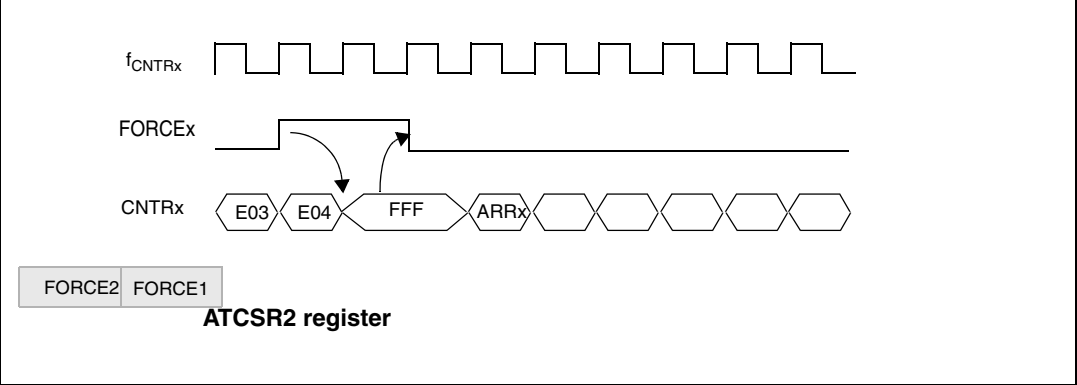 fCNTRx
FORCEx
CNTRx E03 E04 FFF ARRx
FORCE2 FORCE1
ATCSR2 register